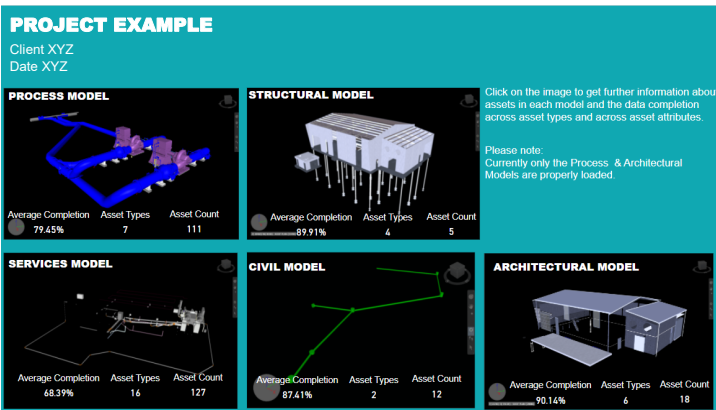 PROJECT EXAMPLE
Client XYZ
Date XYZ
PROCESS MODEL
Average Completion Asset Types Asset Count
79.45% 7 111
STRUCTURAL MODEL
Average Completion Asset Types Asset Count
89.91% 4 5
Click on the image to get further information abou
assets in each model and the data completion
across asset types and across asset attributes.
Please note:
Currently only the Process & Architectural
Models are properly loaded.
SERVICES MODEL
Average Completion Asset Types Asset Count
68.39% 16 127
CIVIL MODEL
Average Completion Asset Types Asset Count
87.41% 2 12
ARCHITECTURAL MODEL
Average Completion Asset Types Asset Count
90.14% 6 18